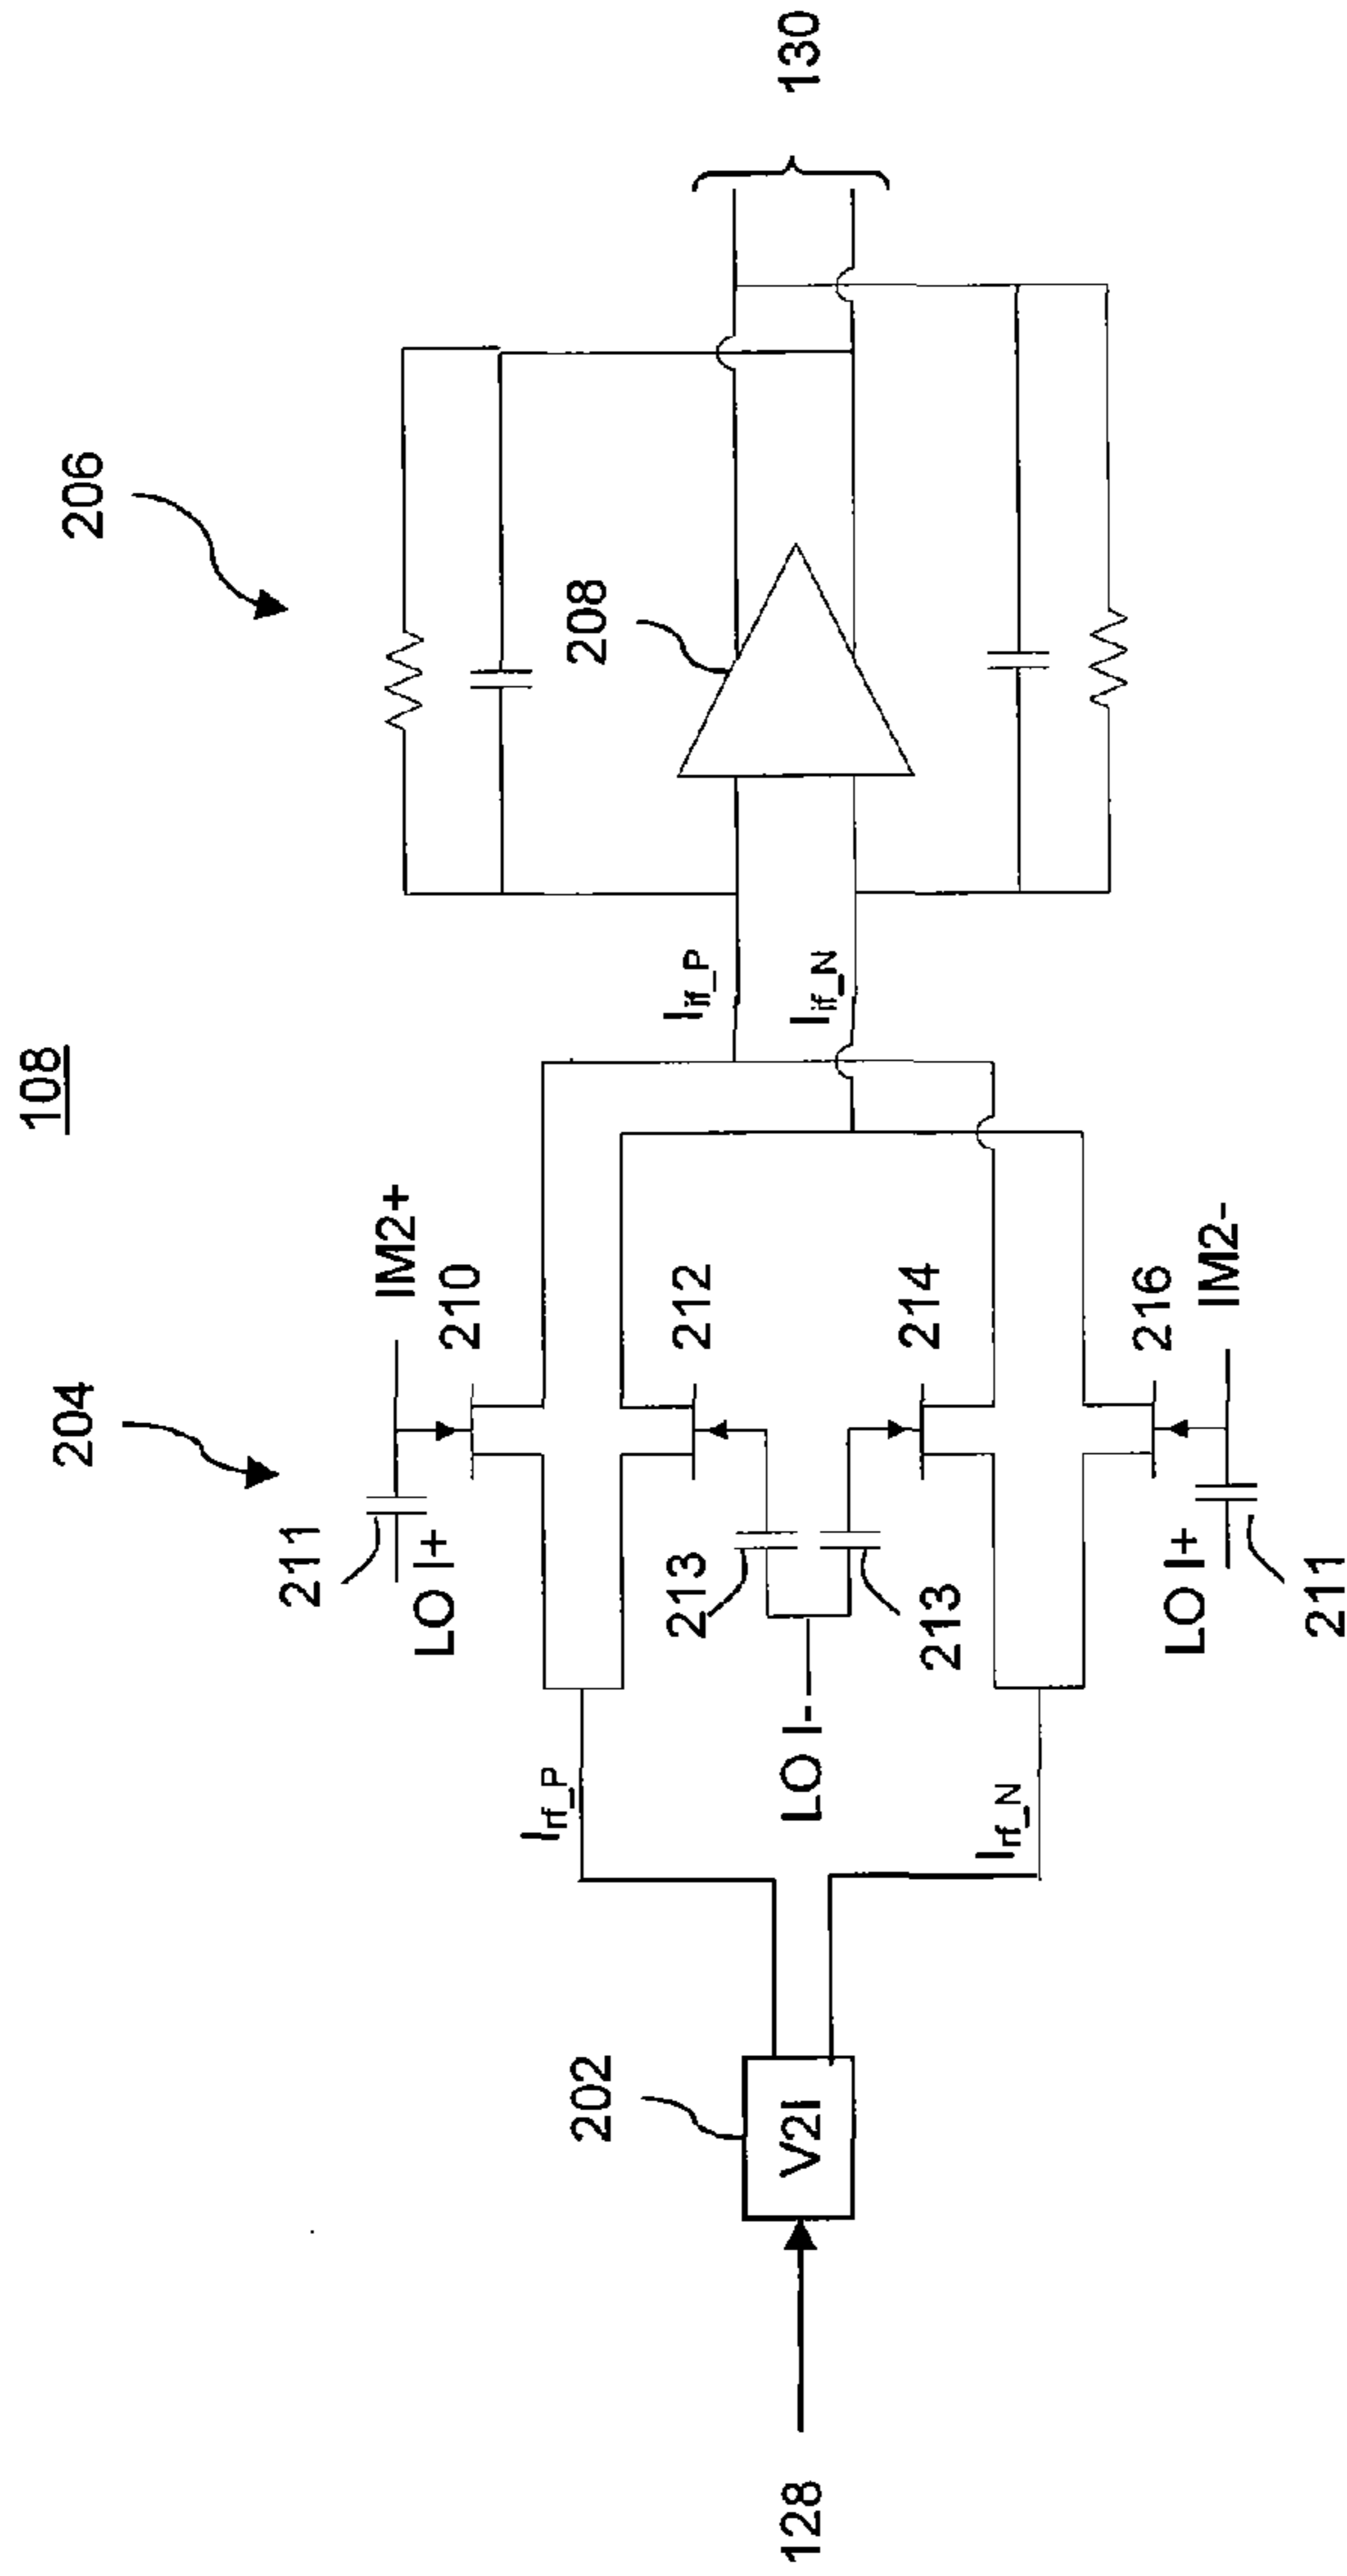 108
204
206
211
LO I+
IM2+
210
208
130
I_if_P
I_if_N
I_rf_P
213
212
202
V2I
128
LO I-
213
214
I_rf_N
LO I+
216
IM2-
211